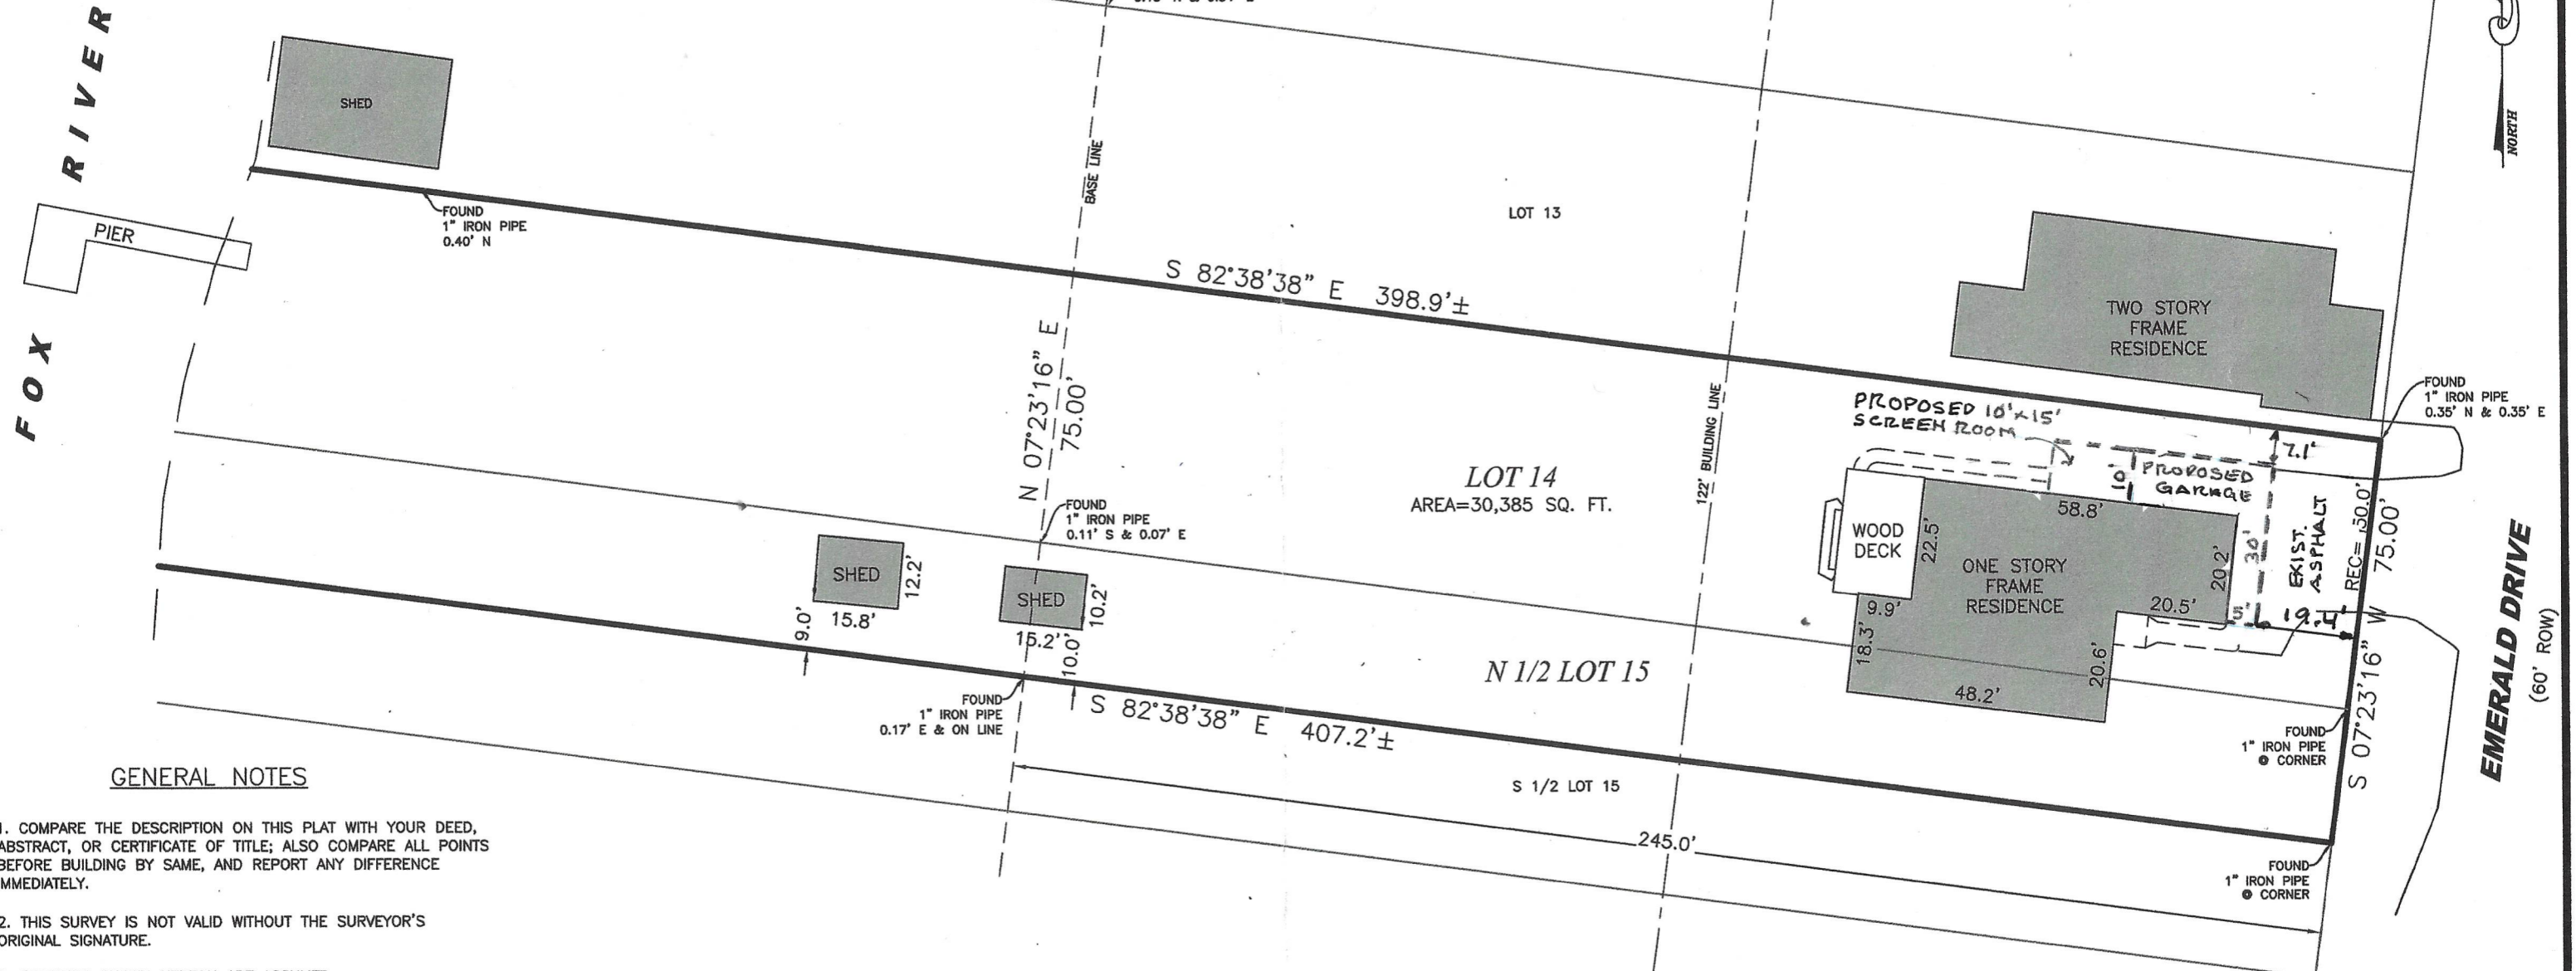 FOX RIVER
SHED
PIER
FOUND
1" IRON PIPE
0.40' N
BASE LINE
LOT 13
NORTH
S 82°38'38" E 398.9'±
N 07°23'16" E
75.00'
TWO STORY
FRAME
RESIDENCE
FOUND
1" IRON PIPE
0.35' N & 0.35' E
PROPOSED 10'x15'
SCREEN ROOM
7.1'
10'
PROPOSED
GARAGE
122' BUILDING LINE
LOT 14
AREA=30,385 SQ. FT.
FOUND
1" IRON PIPE
0.11' S & 0.07' E
WOOD
DECK
22.5'
58.8'
ONE STORY
FRAME
RESIDENCE
20.2'
30'
EXIST.
ASPHALT
REC= 50.0'
75.00'
S 07°23'16" W
EMERALD DRIVE
(60' ROW)
SHED
12.2'
15.8'
9.0'
SHED
10.2'
15.2'
10.0'
9.9'
18.3'
20.5'
5'
19.4'
20.6'
48.2'
N 1/2 LOT 15
FOUND
1" IRON PIPE
0.17' E & ON LINE
S 82°38'38" E 407.2'±
FOUND
1" IRON PIPE
@ CORNER
S 1/2 LOT 15
245.0'
FOUND
1" IRON PIPE
@ CORNER
GENERAL NOTES
1. COMPARE THE DESCRIPTION ON THIS PLAT WITH YOUR DEED,
ABSTRACT, OR CERTIFICATE OF TITLE; ALSO COMPARE ALL POINTS
BEFORE BUILDING BY SAME, AND REPORT ANY DIFFERENCE
IMMEDIATELY.
2. THIS SURVEY IS NOT VALID WITHOUT THE SURVEYOR'S
ORIGINAL SIGNATURE.